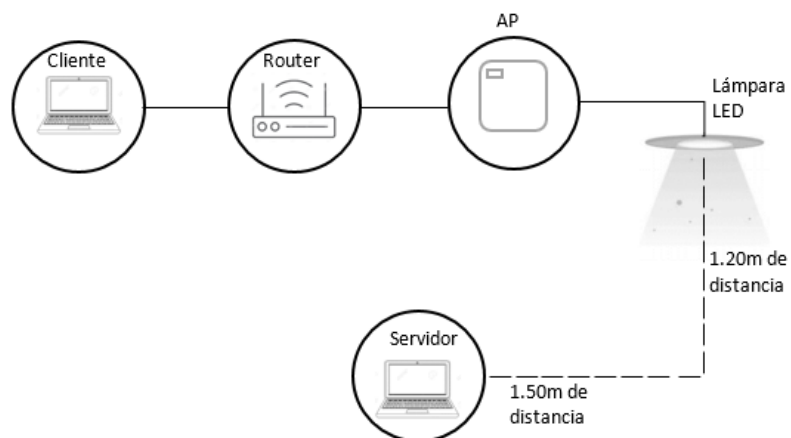 Cliente
Router
AP
Lámpara
LED
1.20m de
distancia
Servidor
1.50m de
distancia